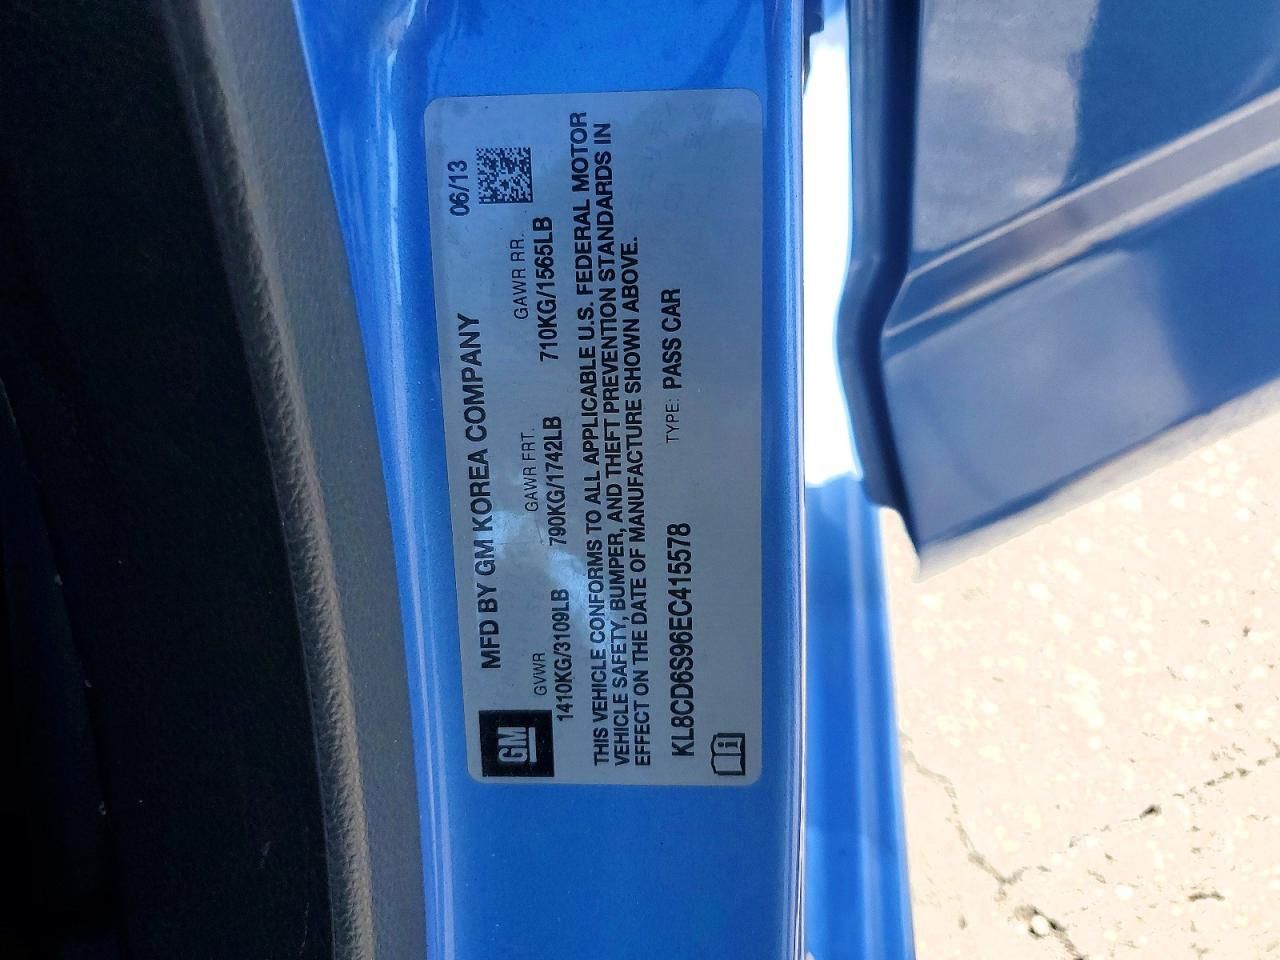 MFD BY GM KOREA COMPANY 06/13
GM
GVWR GAWR FRT. GAWR RR.
1410KG/3109LB 790KG/1742LB 710KG/1565LB
THIS VEHICLE CONFORMS TO ALL APPLICABLE U.S. FEDERAL MOTOR
VEHICLE SAFETY, BUMPER, AND THEFT PREVENTION STANDARDS IN
EFFECT ON THE DATE OF MANUFACTURE SHOWN ABOVE.
KL8CD6S96EC415578 TYPE: PASS CAR